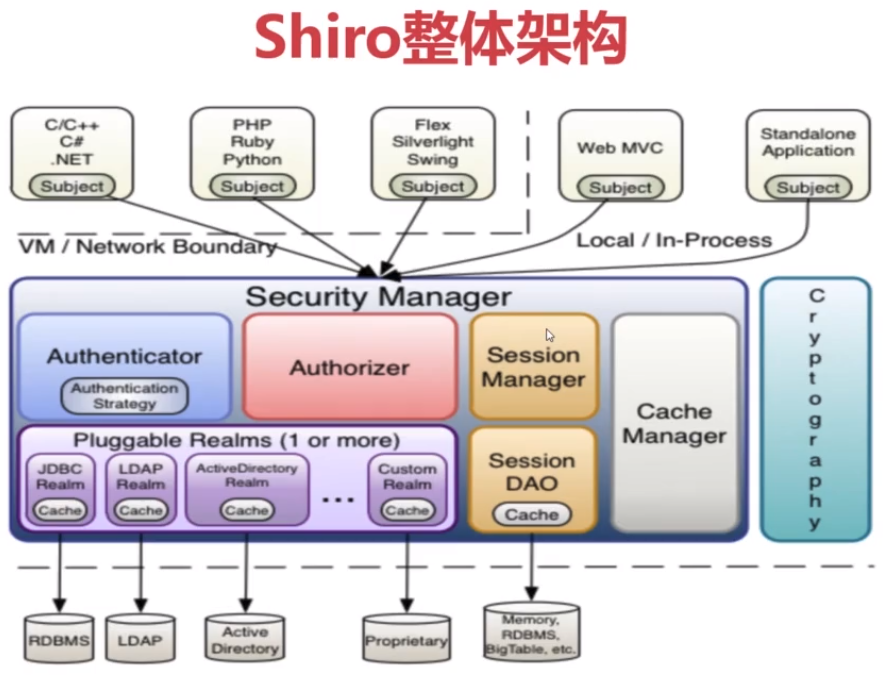 Shiro整体架构
C/C++
C#
.NET
Subject
PHP
Ruby
Python
Subject
Flex
Silverlight
Swing
Subject
Web MVC
Subject
Standalone
Application
Subject
VM / Network Boundary
Local / In-Process
Security Manager
Authenticator
Authentication
Strategy
Authorizer
Session
Manager
Cache
Manager
Cryptography
Pluggable Realms (1 or more)
JDBC
Realm
Cache
LDAP
Realm
Cache
ActiveDirectory
Realm
Cache
...
Custom
Realm
Cache
Session
DAO
Cache
RDBMS
LDAP
Active
Directory
Proprietary
Memory,
RDBMS,
BigTable, etc.